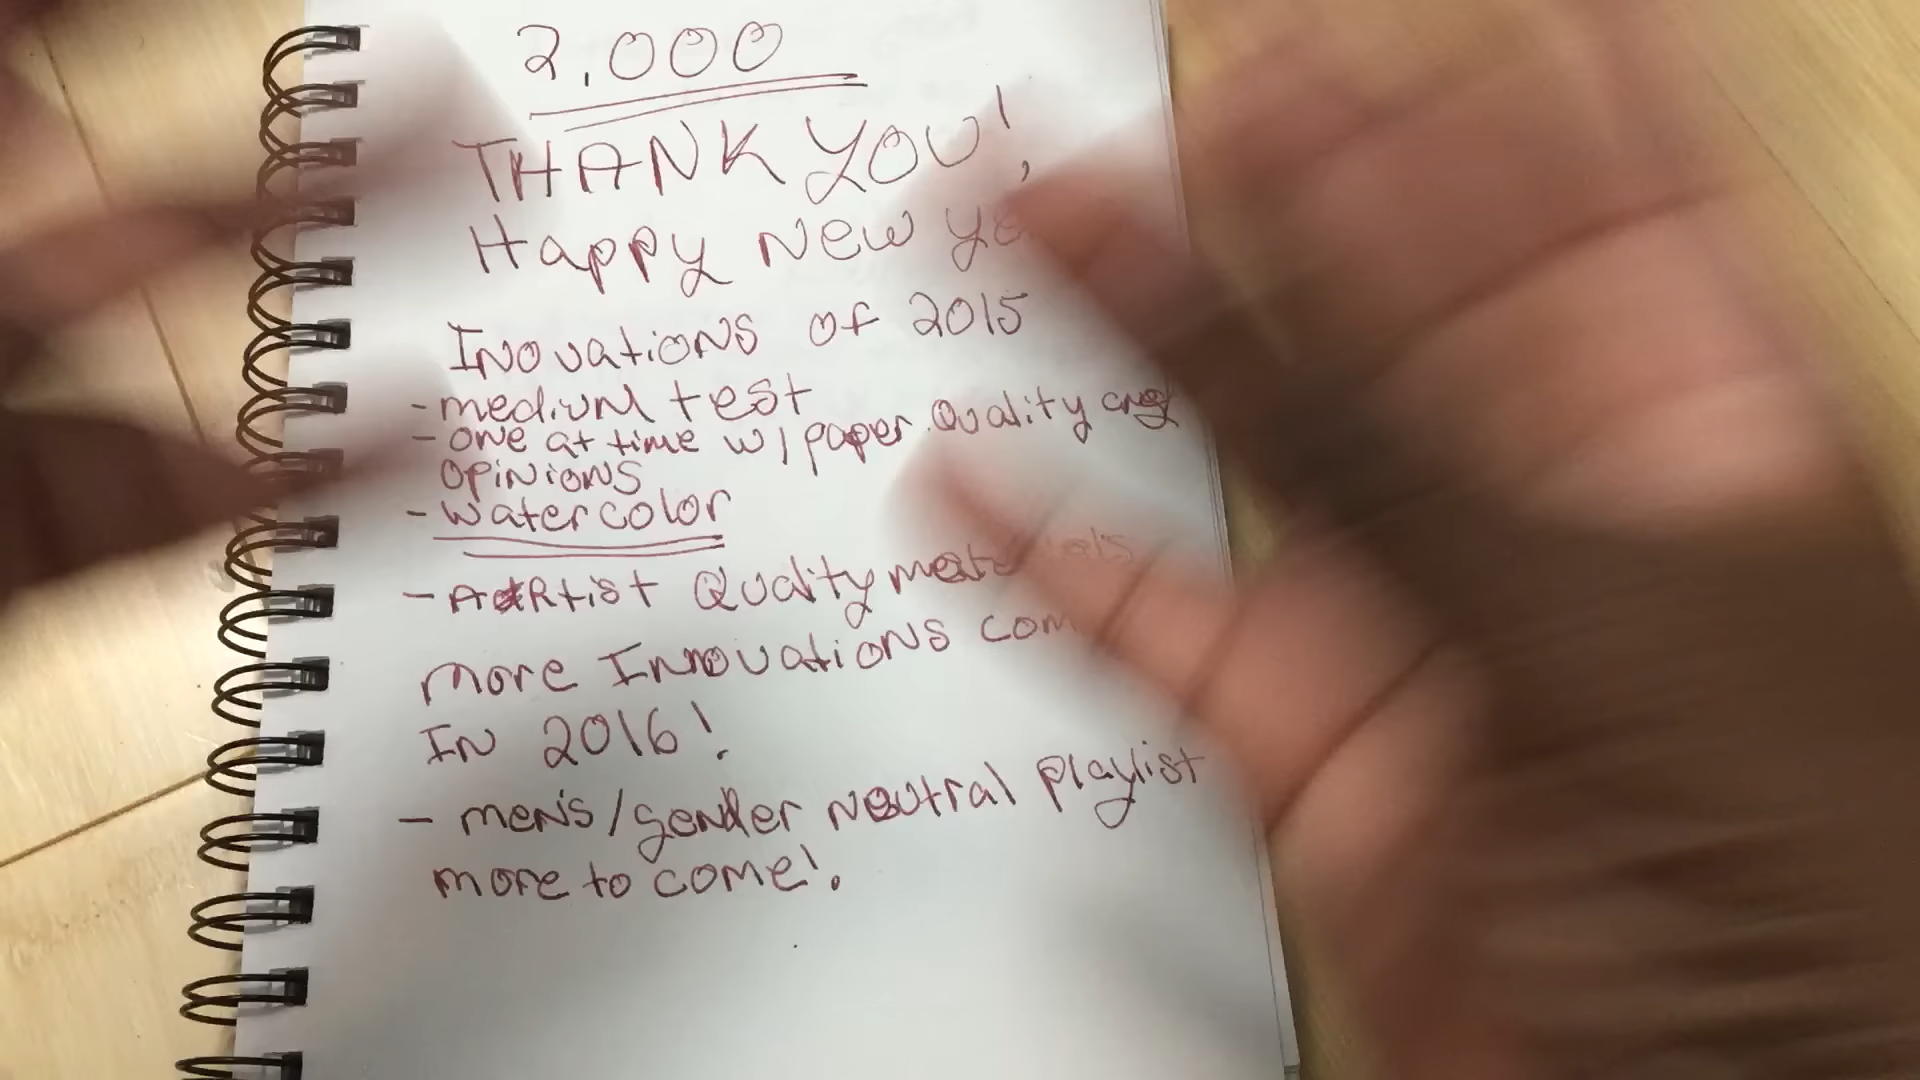 2,000
THANK YOU!,
Happy New
Inovations of 2015
- medium test
- one at time w/ paper Quality and
opinions
- watercolor
- Artist Quality
more Innovations
In 2016!
- men's/gender neutral playlist
more to come!